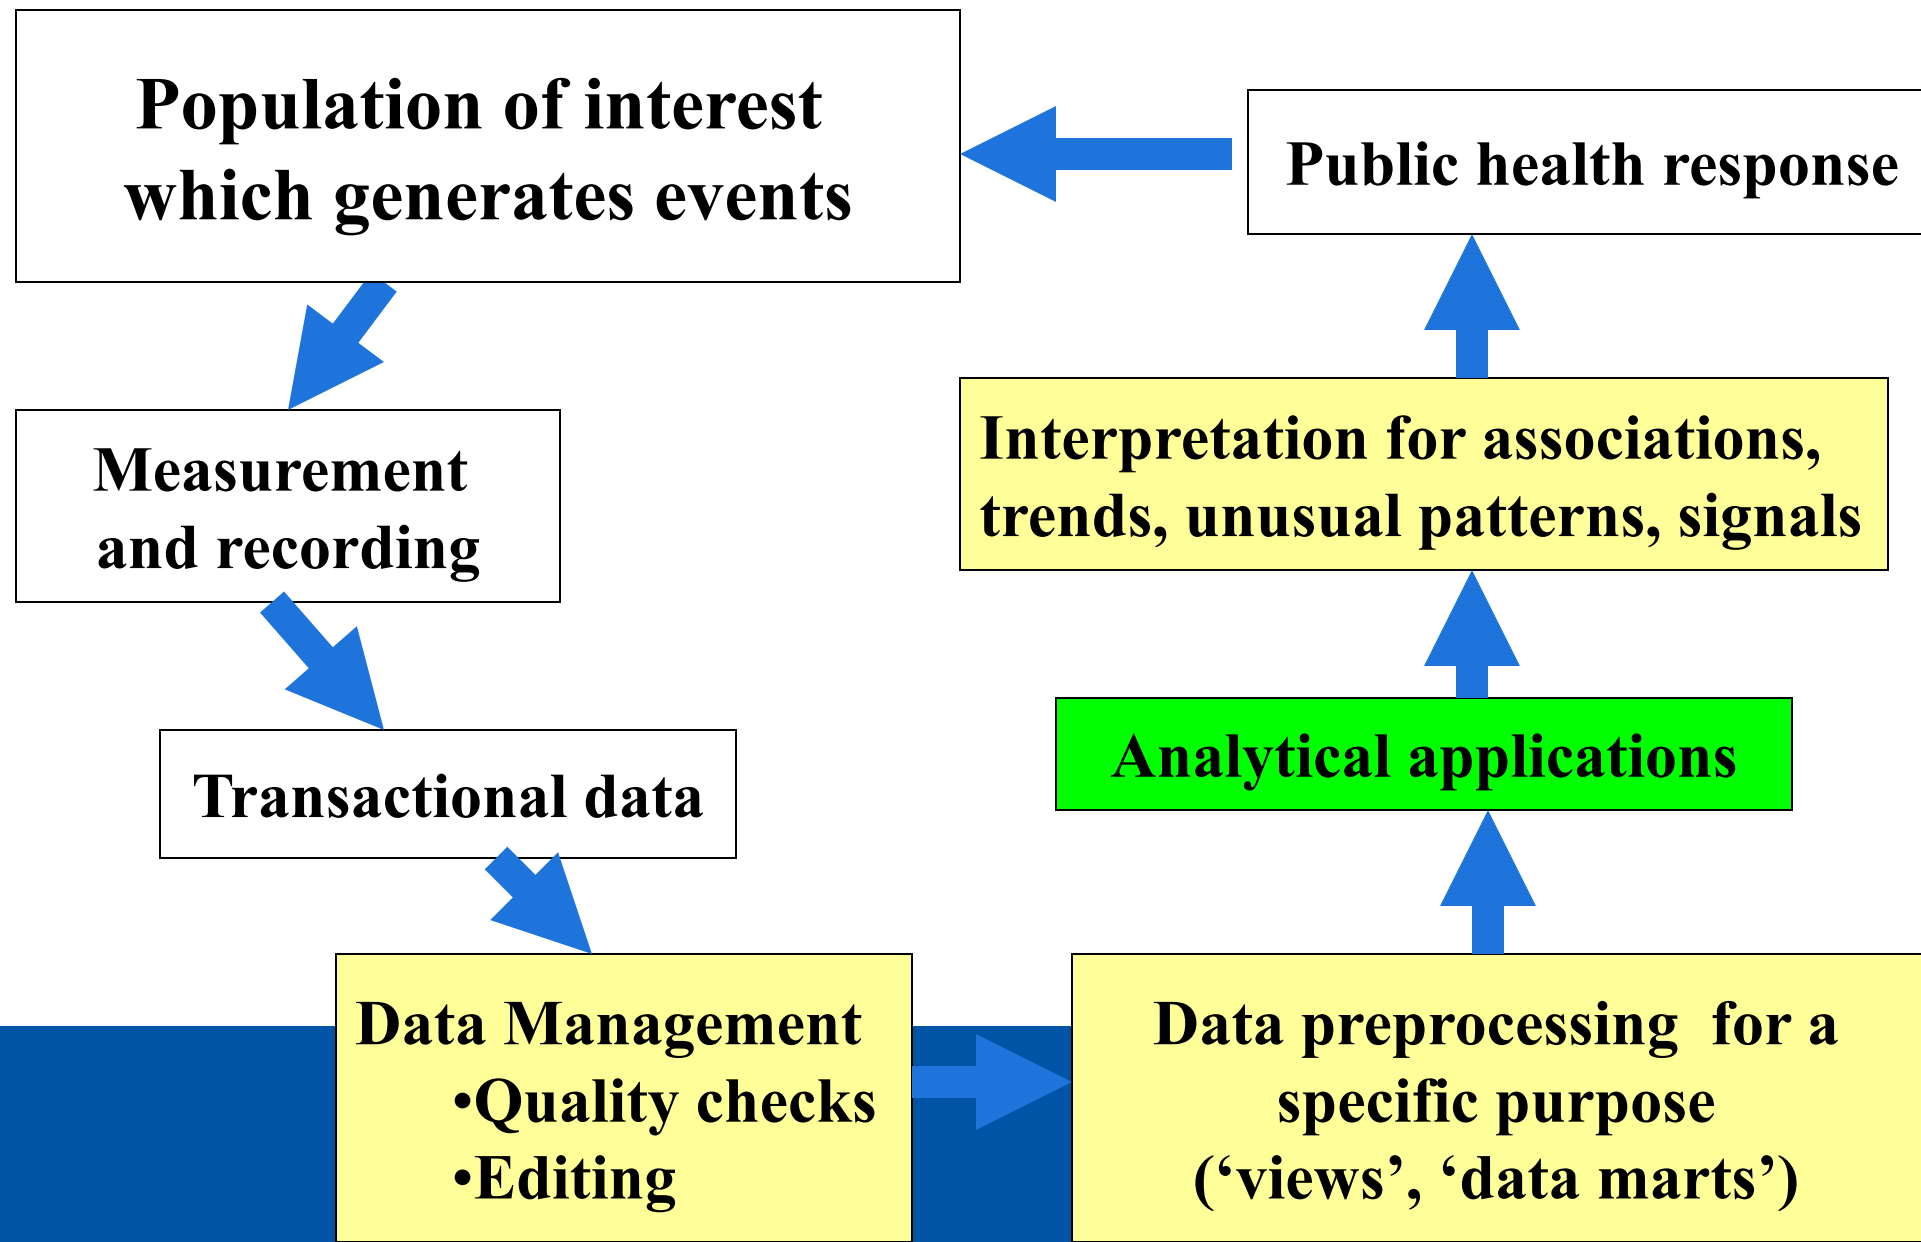 Population of interest
which generates events
Public health response
Measurement
and recording
Interpretation for associations,
trends, unusual patterns, signals
Transactional data
Analytical applications
Data Management
•Quality checks
•Editing
Data preprocessing for a
specific purpose
(‘views’, ‘data marts’)